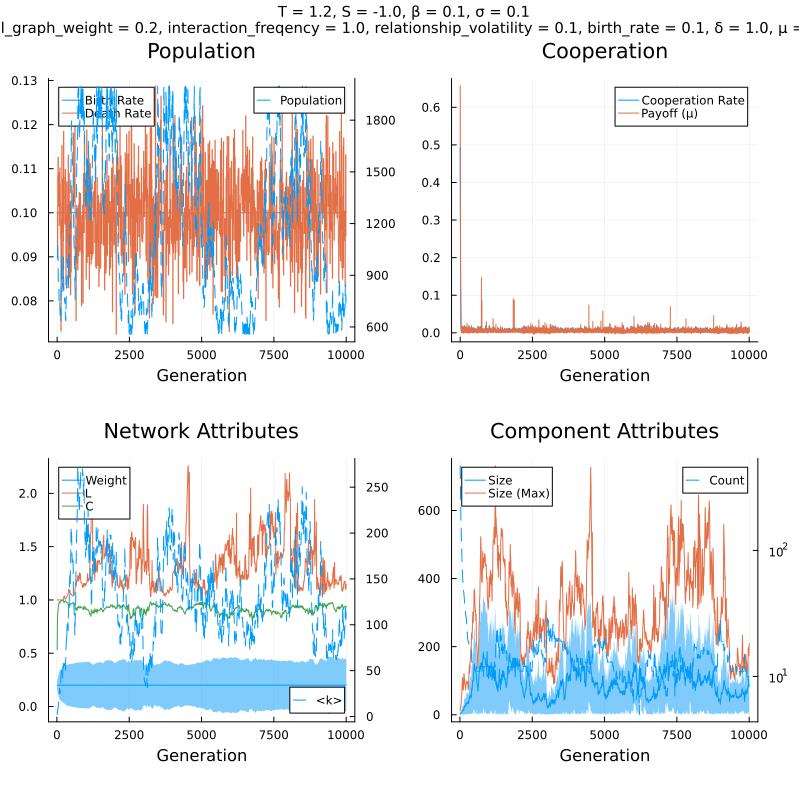 T = 1.2, S = -1.0, β = 0.1, σ = 0.1
l_graph_weight = 0.2, interaction_freqency = 1.0, relationship_volatility = 0.1, birth_rate = 0.1, δ = 1.0, μ =
Population
Cooperation
0.13
0.12
0.11
0.10
0.09
0.08
Birth Rate
Death Rate
Population
1800
1500
1200
900
600
0 2500 5000 7500 10000
Generation
0.6
0.5
0.4
0.3
0.2
0.1
0.0
Cooperation Rate
Payoff (μ)
0 2500 5000 7500 10000
Generation
Network Attributes
Component Attributes
2.0
1.5
1.0
0.5
0.0
Weight
L
C
250
200
150
100
50
0
<k>
0 2500 5000 7500 10000
Generation
600
400
200
0
Size
Size (Max)
Count
10²
10¹
0 2500 5000 7500 10000
Generation